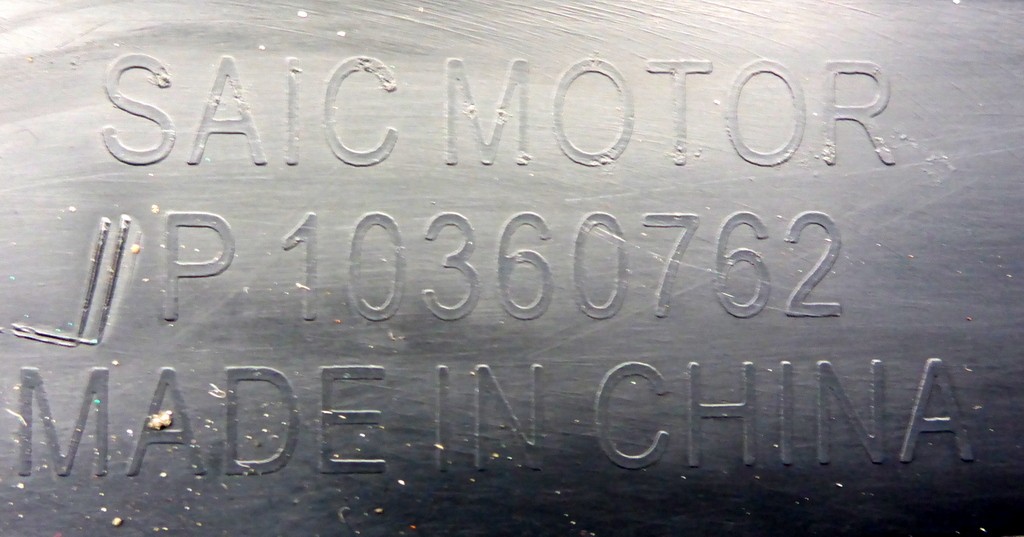 SAIC MOTOR
P 10360762
MADE IN CHINA